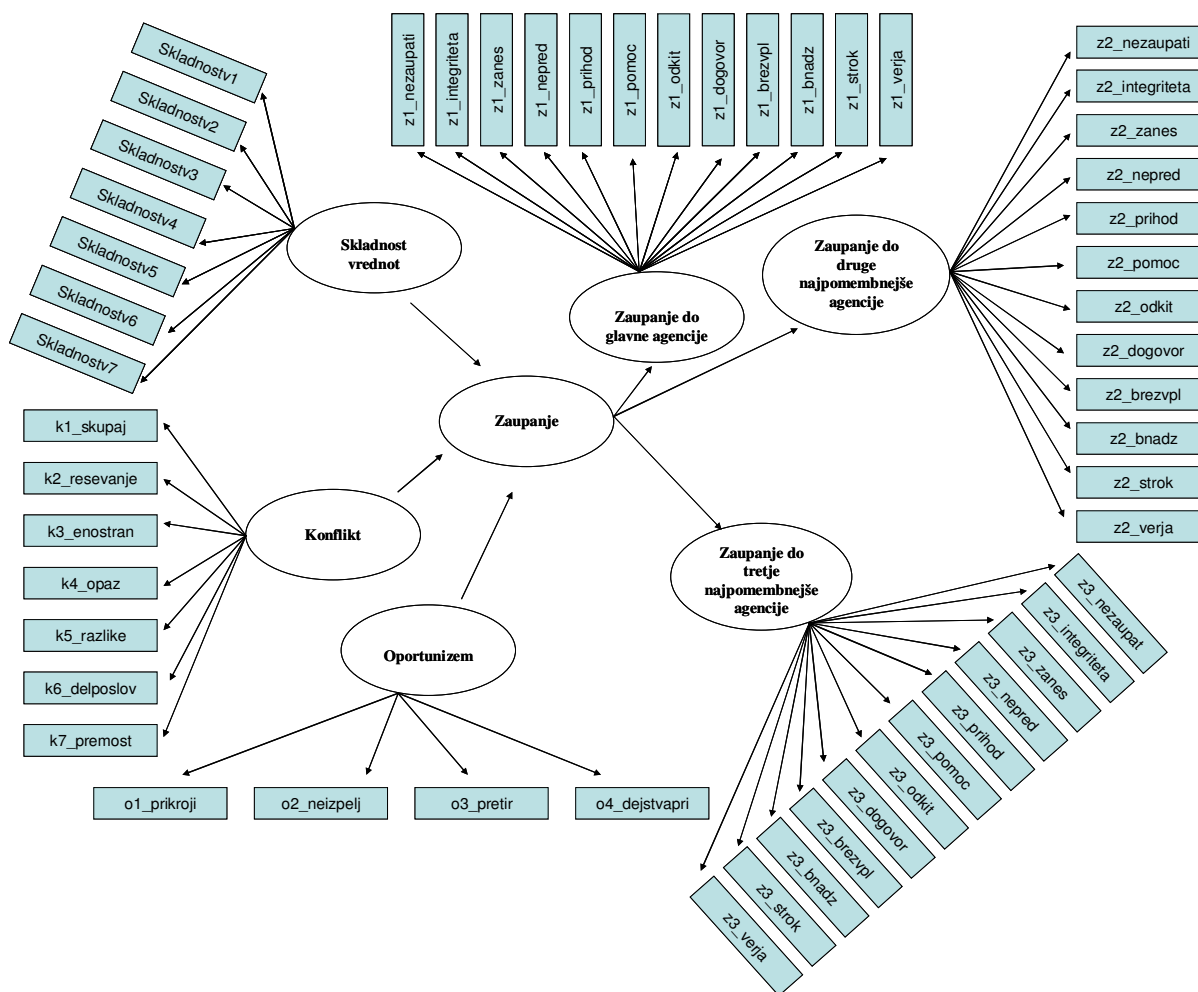 Skladnostv1
Skladnostv2
Skladnostv3
Skladnostv4
Skladnostv5
Skladnostv6
Skladnostv7
z1_nezaupati
z1_integriteta
z1_zanes
z1_nepred
z1_prihod
z1_pomoc
z1_odkit
z1_dogovor
z1_brezvpl
z1_bnadz
z1_strok
z1_verja
z2_nezaupati
z2_integriteta
z2_zanes
z2_nepred
z2_prihod
z2_pomoc
z2_odkit
z2_dogovor
z2_brezvpl
z2_bnadz
z2_strok
z2_verja
Skladnost
vrednot
Zaupanje do
glavne agencije
Zaupanje do
druge
najpomembnejše
agencije
Zaupanje
k1_skupaj
k2_resevanje
k3_enostran
k4_opaz
k5_razlike
k6_delposlov
k7_premost
Konflikt
Oportunizem
Zaupanje do
tretje
najpomembnejše
agencije
o1_prikroji
o2_neizpelj
o3_pretir
o4_dejstvapri
z3_nezaupat
z3_integriteta
z3_zanes
z3_nepred
z3_prihod
z3_pomoc
z3_odkit
z3_dogovor
z3_brezvpl
z3_bnadz
z3_strok
z3_verja